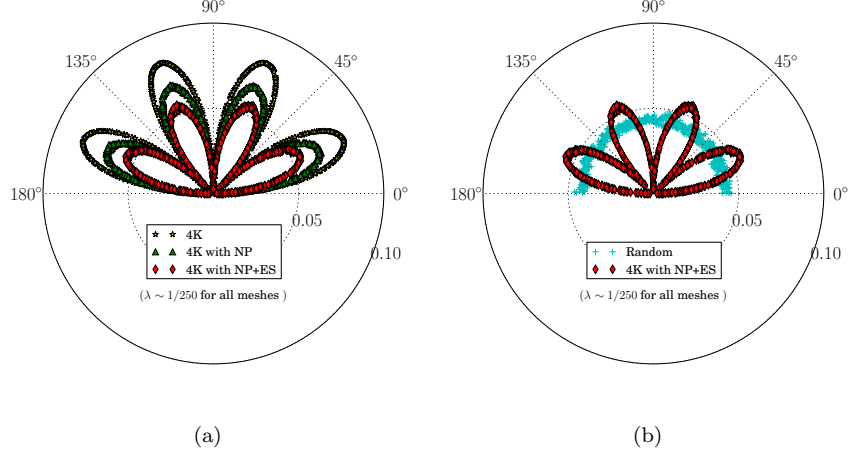 90°
135°
45°
180°
0°
0.05
0.10
4K
4K with NP
4K with NP+ES
(λ ∼ 1/250 for all meshes )
(a)
90°
135°
45°
180°
0°
0.05
0.10
Random
4K with NP+ES
(λ ∼ 1/250 for all meshes )
(b)